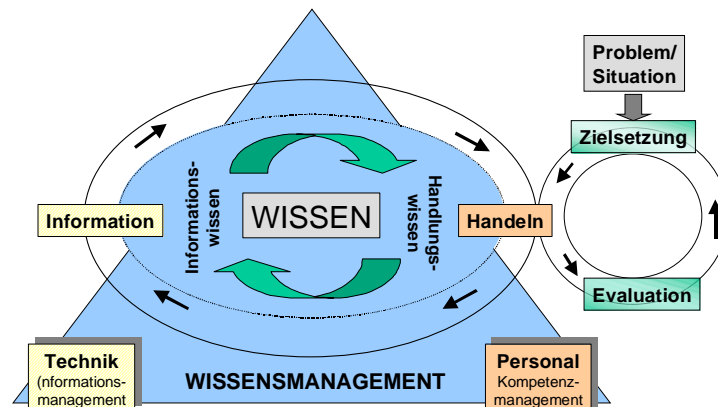 Problem/
Situation
Zielsetzung
Informations-
wissen
Handlungs-
wissen
Information
WISSEN
Handeln
Evaluation
Technik
(nformations-
management
WISSENSMANAGEMENT
Personal
Kompetenz-
management